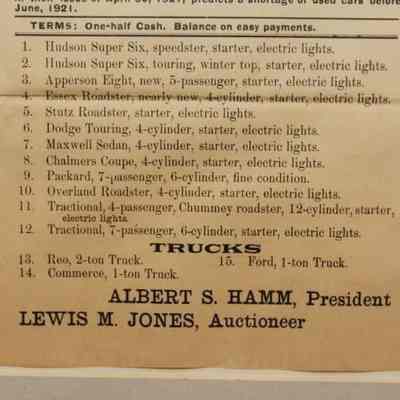 June, 1921.
TERMS: One-half Cash. Balance on easy payments.
1. Hudson Super Six, speedster, starter, electric lights.
2. Hudson Super Six, touring, winter top, starter, electric lights.
3. Apperson Eight, new, 5-passenger, starter, electric lights.
4. Essex Roadster, nearly new, 4-cylinder, starter, electric lights.
5. Stutz Roadster, starter, electric lights.
6. Dodge Touring, 4-cylinder, starter, electric lights.
7. Maxwell Sedan, 4-cylinder, starter, electric lights.
8. Chalmers Coupe, 4-cylinder, starter, electric lights.
9. Packard, 7-passenger, 6-cylinder, fine condition.
10. Overland Roadster, 4-cylinder, starter, electric lights.
11. Tractional, 4-passenger, Chummey roadster, 12-cylinder, starter,
electric lights.
12. Tractional, 7-passenger, 6-cylinder, starter, electric lights.
TRUCKS
13. Reo, 2-ton Truck. 15. Ford, 1-ton Truck.
14. Commerce, 1-ton Truck.
ALBERT S. HAMM, President
LEWIS M. JONES, Auctioneer